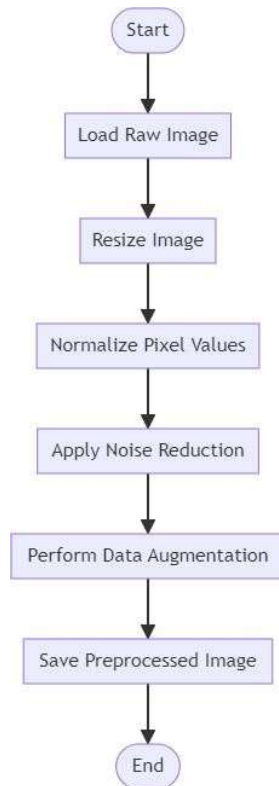 Start
Load Raw Image
Resize Image
Normalize Pixel Values
Apply Noise Reduction
Perform Data Augmentation
Save Preprocessed Image
End